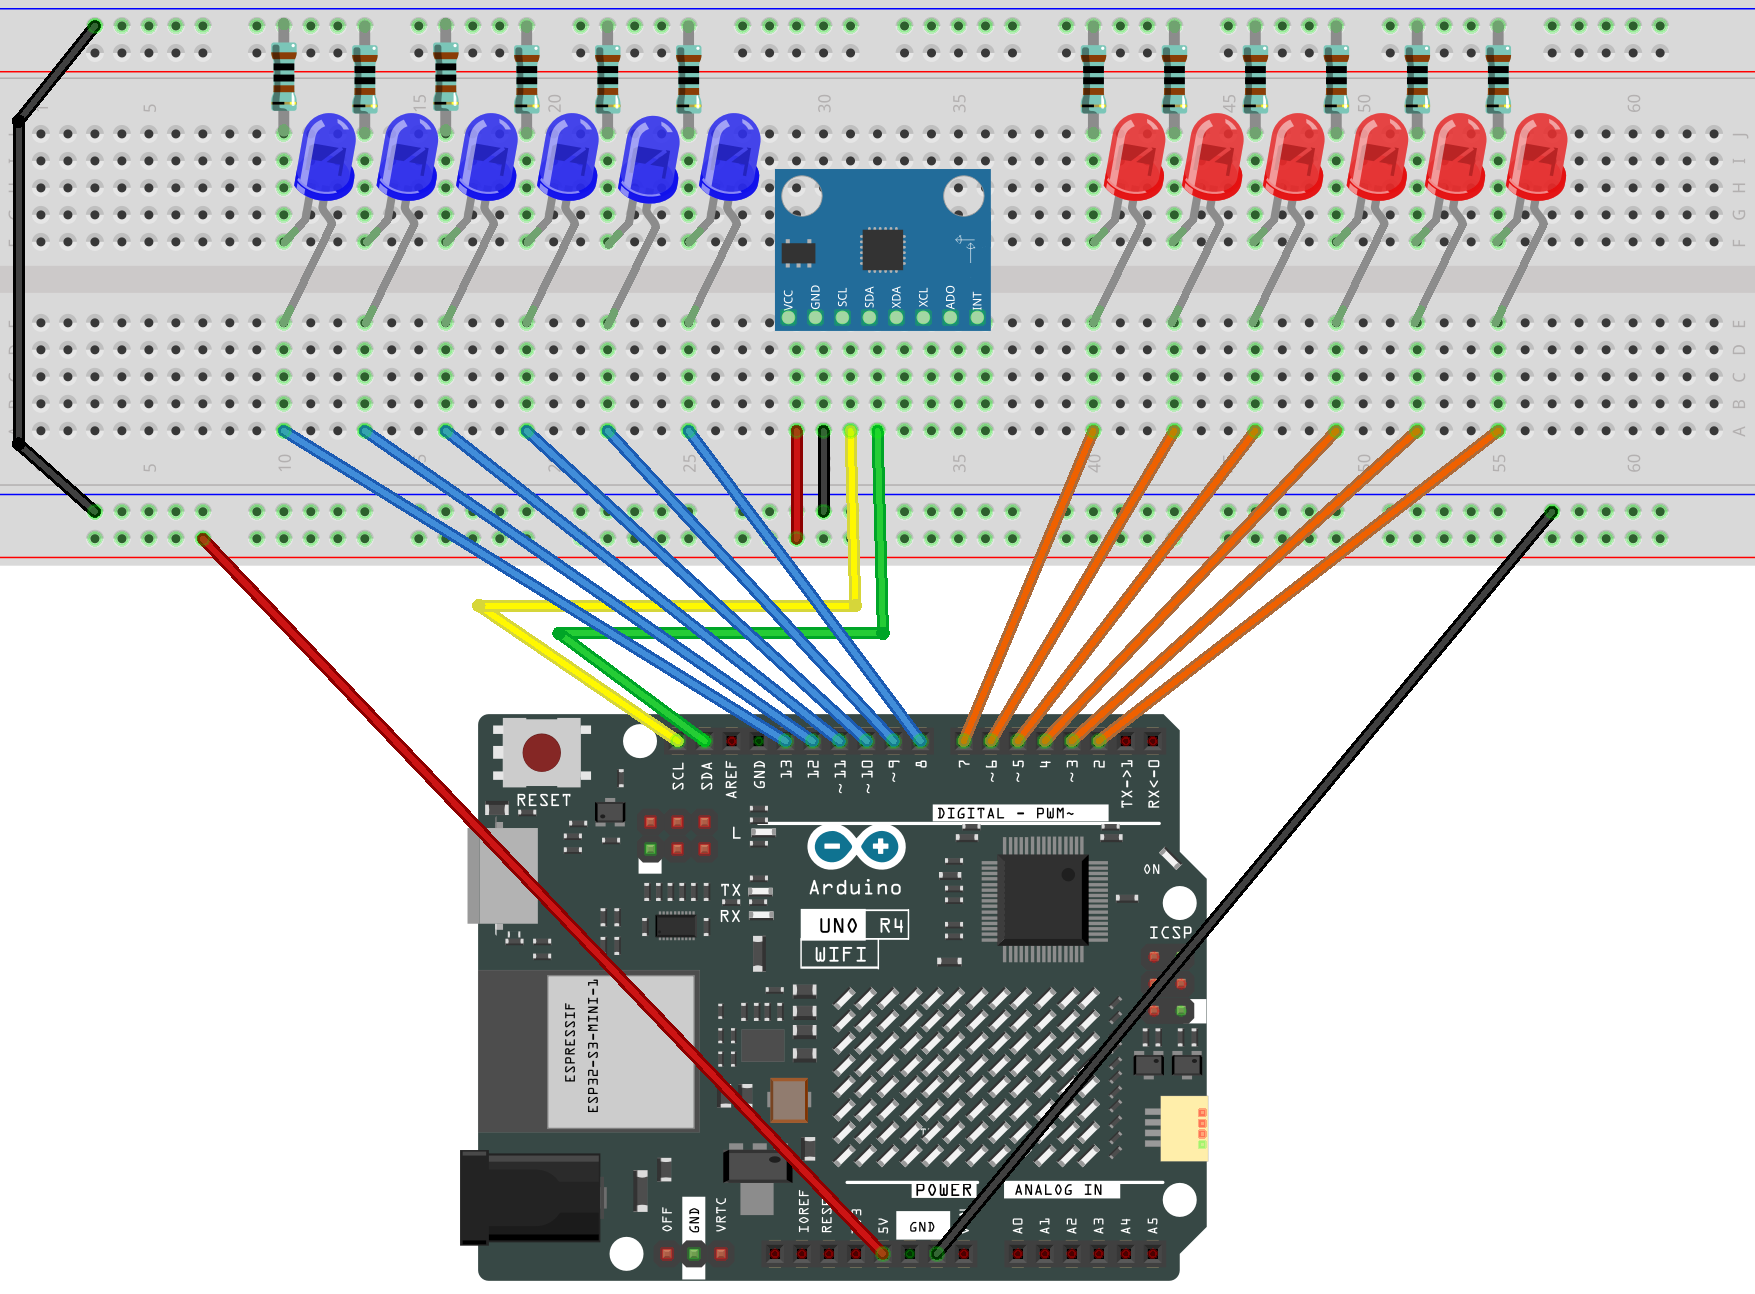 5
15
20
30
35
45
50
60
J
I
H
G
F
VCC
GND
SCL
SDA
XDA
XCL
ADO
INT
E
D
C
B
A
5
10
25
35
40
50
55
60
SCL
SDA
AREF
GND
13
12
~11
~10
~9
8
7
~6
~5
4
~3
2
TX->1
RX<-0
RESET
DIGITAL - PWM~
L
ON
Arduino
TX
RX
UNO R4
WIFI
ICSP
ESPRESSIF
ESP32-S3-MINI-1
POWER
ANALOG IN
OFF
GND
VRTC
IOREF
5V
GND
A0
A1
A2
A3
A4
A5